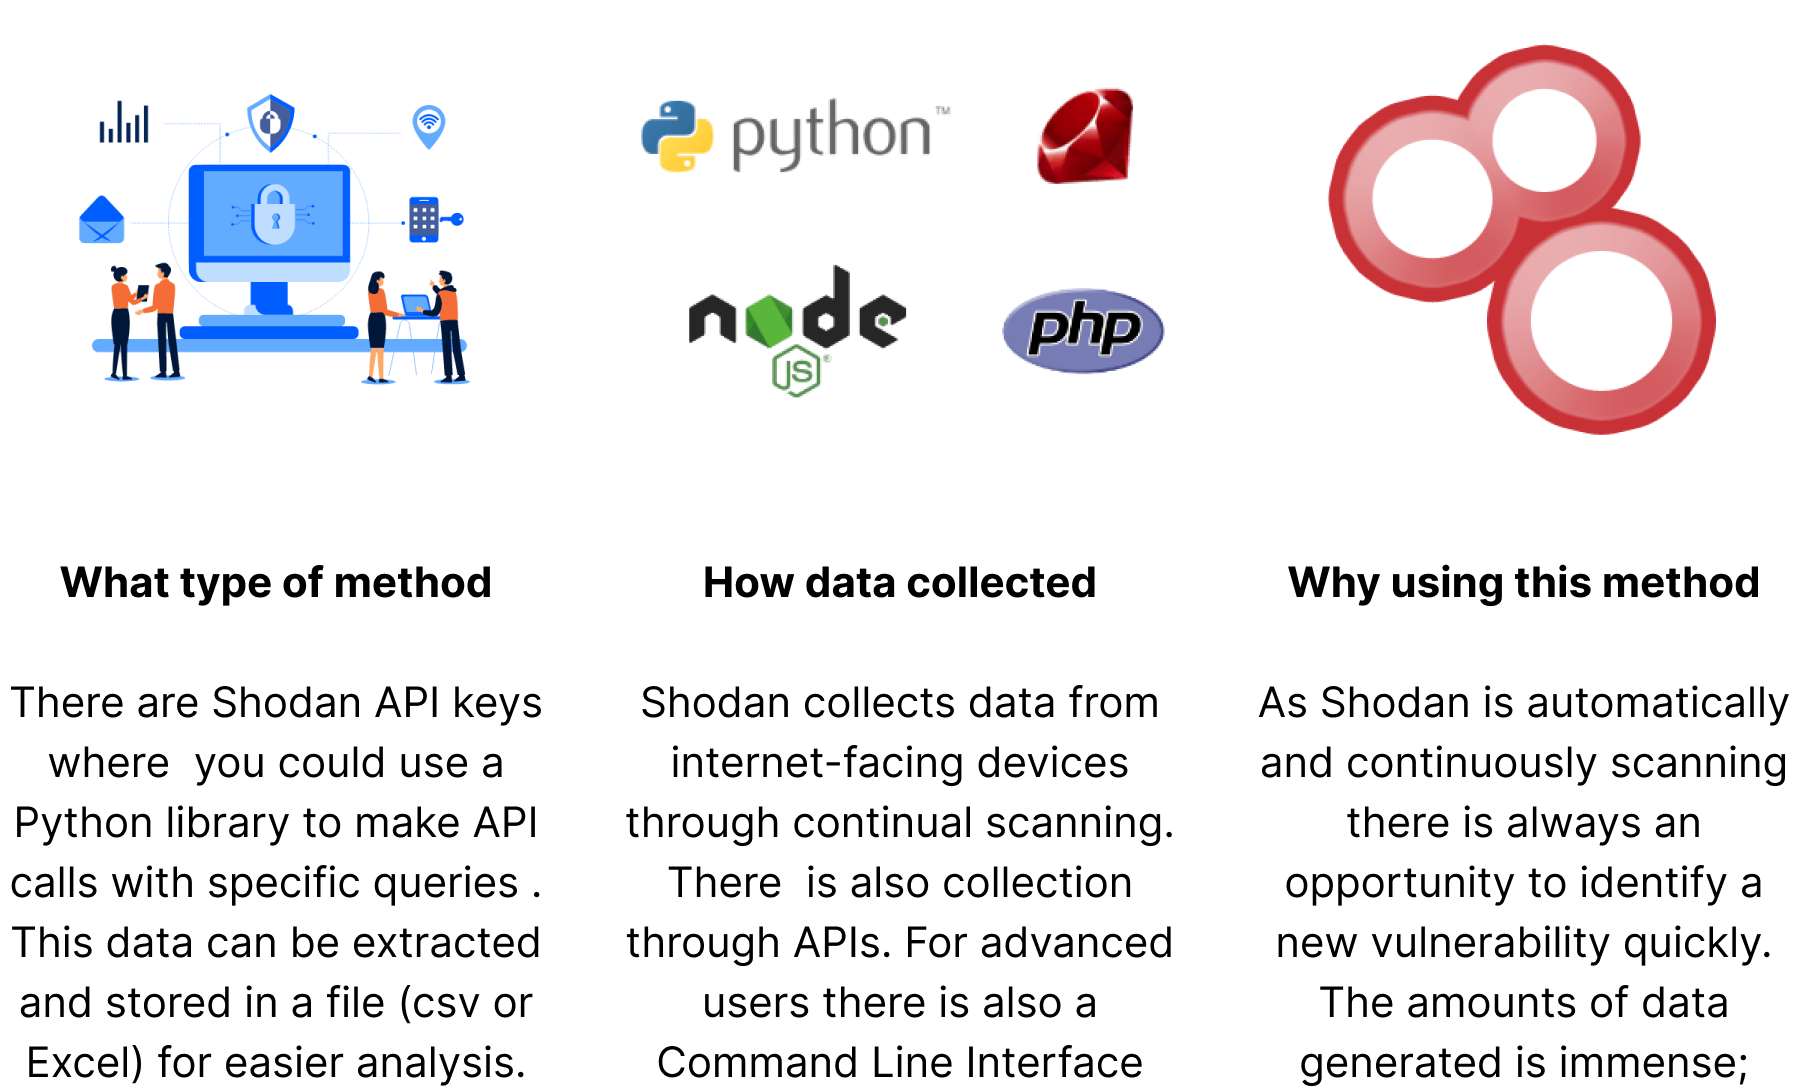 python™
node
JS®
php
What type of method
There are Shodan API keys
where  you could use a
Python library to make API
calls with specific queries .
This data can be extracted
and stored in a file (csv or
Excel) for easier analysis.
How data collected
Shodan collects data from
internet-facing devices
through continual scanning.
There  is also collection
through APIs. For advanced
users there is also a
Command Line Interface
Why using this method
As Shodan is automatically
and continuously scanning
there is always an
opportunity to identify a
new vulnerability quickly.
The amounts of data
generated is immense;